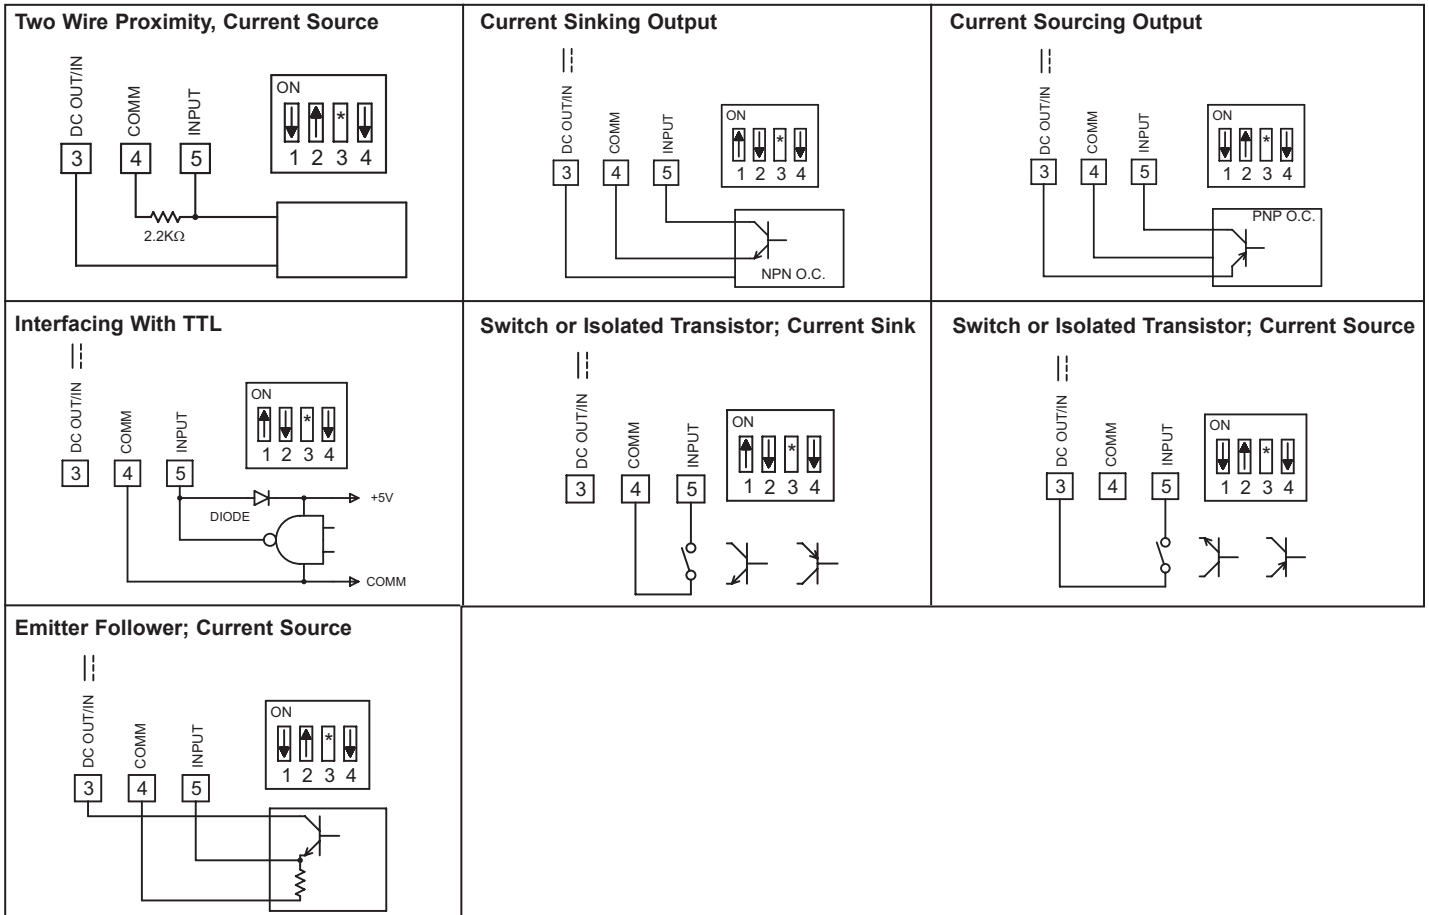 Two Wire Proximity, Current Source
DC OUT/IN
COMM
INPUT
ON
*
1 2 3 4
3
4
5
2.2KΩ
Current Sinking Output
DC OUT/IN
COMM
INPUT
ON
*
1 2 3 4
3
4
5
NPN O.C.
Current Sourcing Output
DC OUT/IN
COMM
INPUT
ON
*
1 2 3 4
3
4
5
PNP O.C.
Interfacing With TTL
DC OUT/IN
COMM
INPUT
ON
*
1 2 3 4
3
4
5
+5V
DIODE
COMM
Switch or Isolated Transistor; Current Sink
DC OUT/IN
COMM
INPUT
ON
*
1 2 3 4
3
4
5
Switch or Isolated Transistor; Current Source
DC OUT/IN
COMM
INPUT
ON
*
1 2 3 4
3
4
5
Emitter Follower; Current Source
DC OUT/IN
COMM
INPUT
ON
*
1 2 3 4
3
4
5